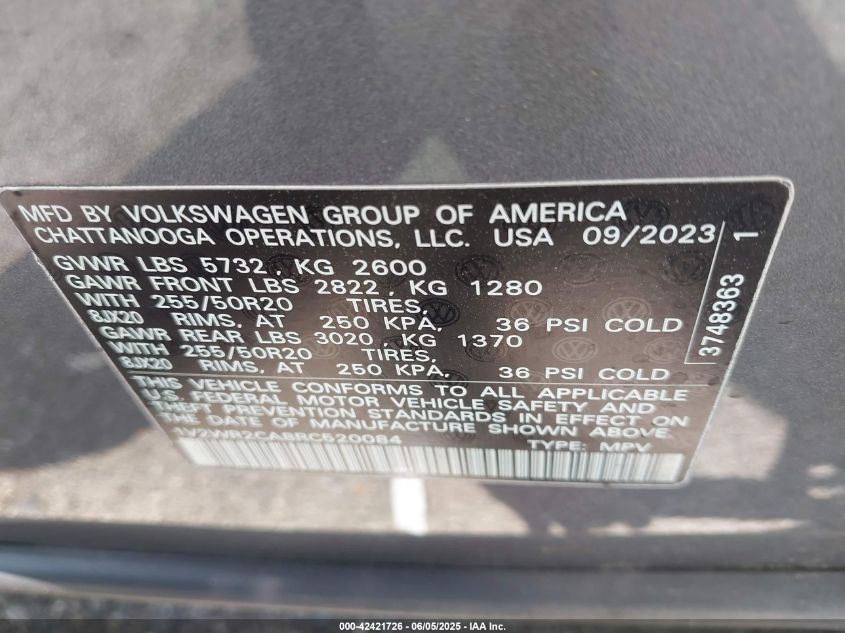 MFD BY VOLKSWAGEN GROUP OF AMERICA
CHATTANOOGA OPERATIONS, LLC. USA 09/2023
GVWR LBS 5732, KG 2600
GAWR FRONT LBS 2822, KG 1280
WITH 255/50R20 TIRES,
8JX20 RIMS, AT 250 KPA, 36 PSI COLD
GAWR REAR LBS 3020, KG 1370
WITH 255/50R20 TIRES,
8JX20 RIMS, AT 250 KPA, 36 PSI COLD
THIS VEHICLE CONFORMS TO ALL APPLICABLE
U.S. FEDERAL MOTOR VEHICLE SAFETY AND
THEFT PREVENTION STANDARDS IN EFFECT ON
THE DATE OF MANUFACTURE SHOWN ABOVE.
1V2WR2CA8RC520084 TYPE: MPV
3748363 1
000-42421726 - 06/05/2025 - IAA Inc.